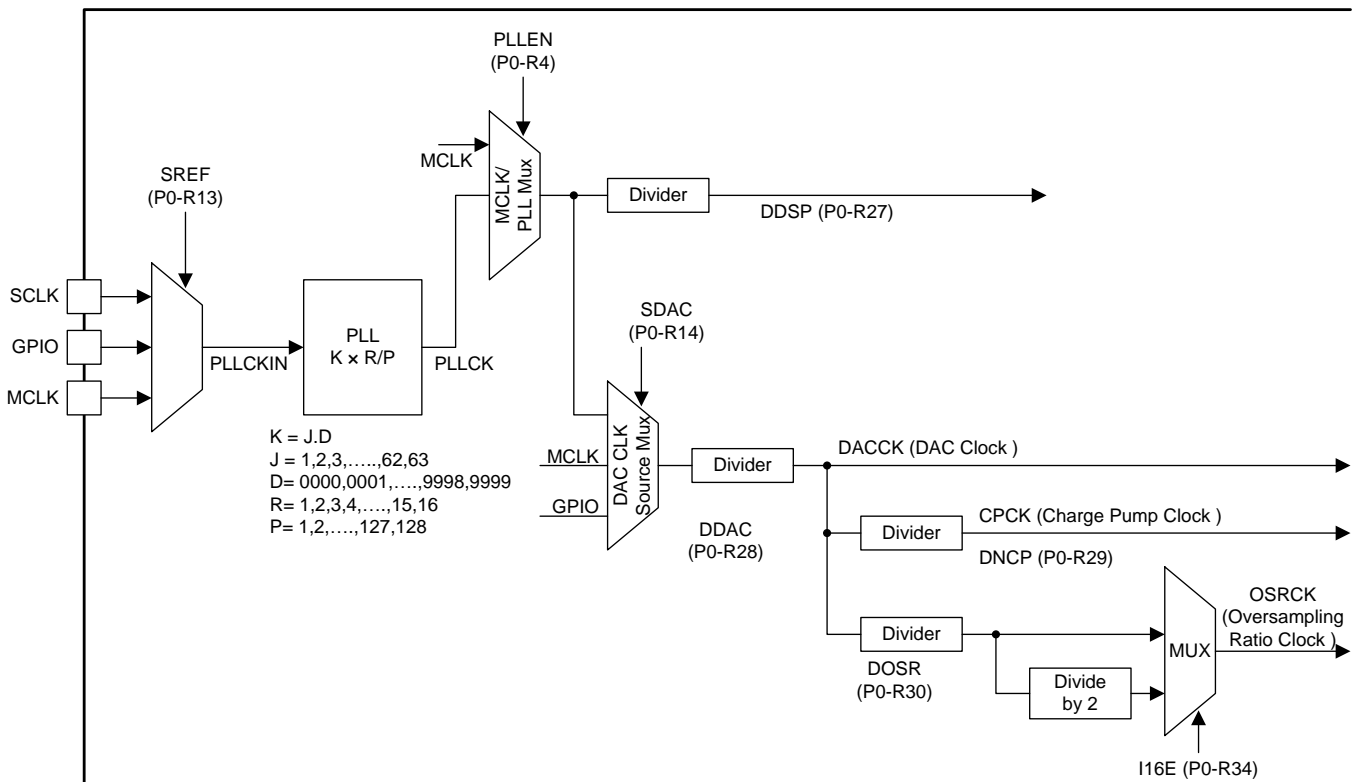 PLLEN
(P0-R4)
MCLK
MCLK/
PLL Mux
Divider
DDSP (P0-R27)
SREF
(P0-R13)
SCLK
GPIO
MCLK
PLLCKIN
PLL
K × R/P
PLLCK
K = J.D
J = 1,2,3,…..,62,63
D= 0000,0001,….,9998,9999
R= 1,2,3,4,….,15,16
P= 1,2,….,127,128
SDAC
(P0-R14)
MCLK
GPIO
DAC CLK
Source Mux
Divider
DDAC
(P0-R28)
DACCK (DAC Clock )
Divider
CPCK (Charge Pump Clock )
DNCP (P0-R29)
Divider
DOSR
(P0-R30)
Divide
by 2
MUX
OSRCK
(Oversampling
Ratio Clock )
I16E (P0-R34)